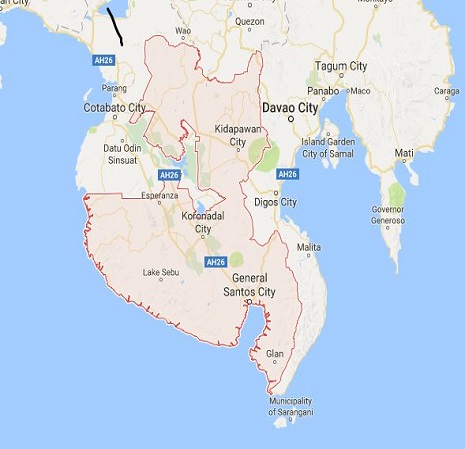 Quezon
Wao
AH26
Tagum City
Parang
Panabo
Maco
Caraga
Cotabato City
Davao City
Kidapawan
City
Island Garden
City of Samal
Datu Odin
Sinsuat
Mati
AH26
AH26
Esperanza
Digos City
Koronadal
City
Governor
Generoso
Malita
AH26
Lake Sebu
General
Santos City
Glan
Municipality
of Sarangani